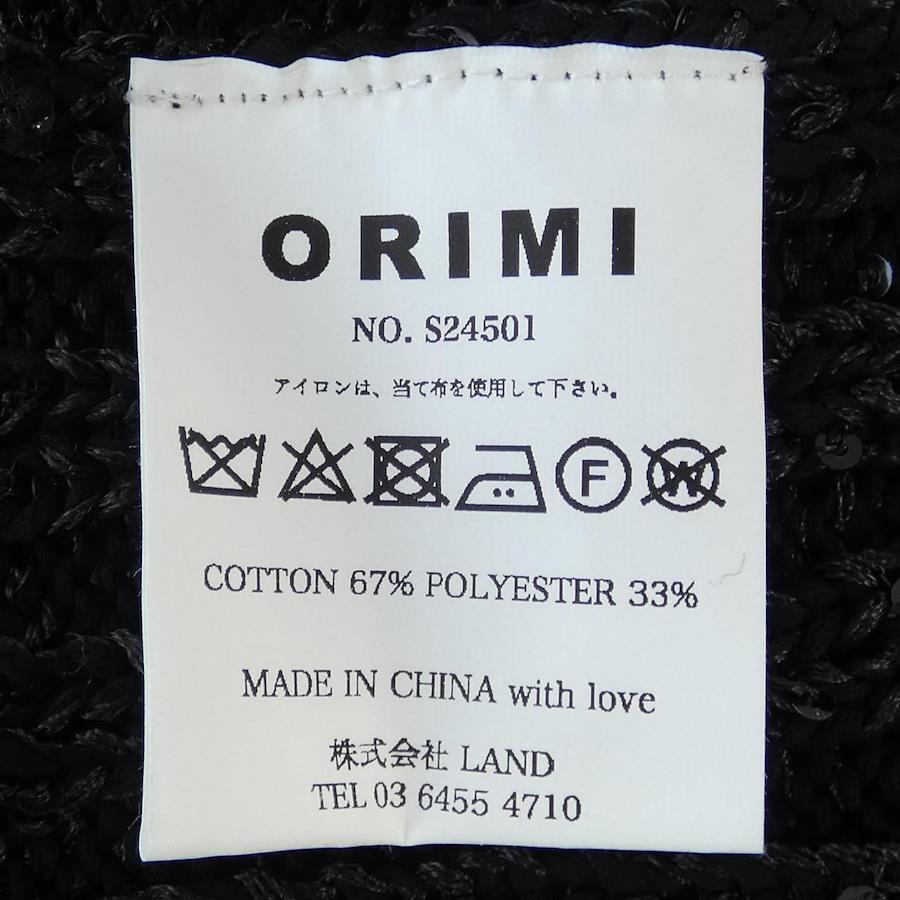 ORIMI
NO. S24501
アイロンは、当て布を使用して下さい。
F W
COTTON 67% POLYESTER 33%
MADE IN CHINA with love
株式会社 LAND
TEL 03 6455 4710